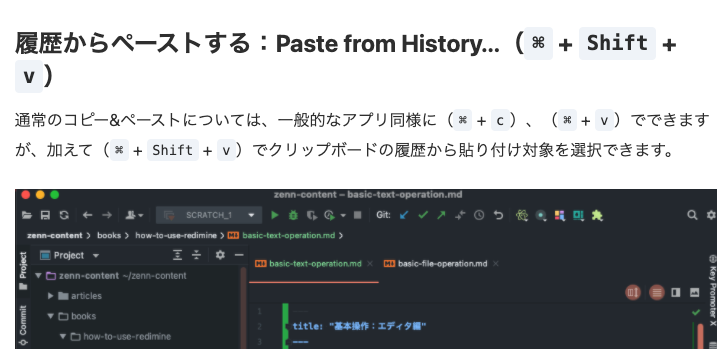 履歴からペーストする：Paste from History...（⌘ + Shift +
v）
通常のコピー&ペーストについては、一般的なアプリ同様に（⌘ + c）、（⌘ + v）でできます
が、加えて（⌘ + Shift + v）でクリップボードの履歴から貼り付け対象を選択できます。
zenn-content – basic-text-operation.md
SCRATCH_1 Git:
zenn-content > books > how-to-use-redimine > basic-text-operation.md >
Project
Project
basic-text-operation.md × basic-file-operation.md ×
zenn-content ~/zenn-content
articles
books
how-to-use-redimine
Commit
Key Promoter X
1
2 title: "基本操作：エディタ編"
3 ---